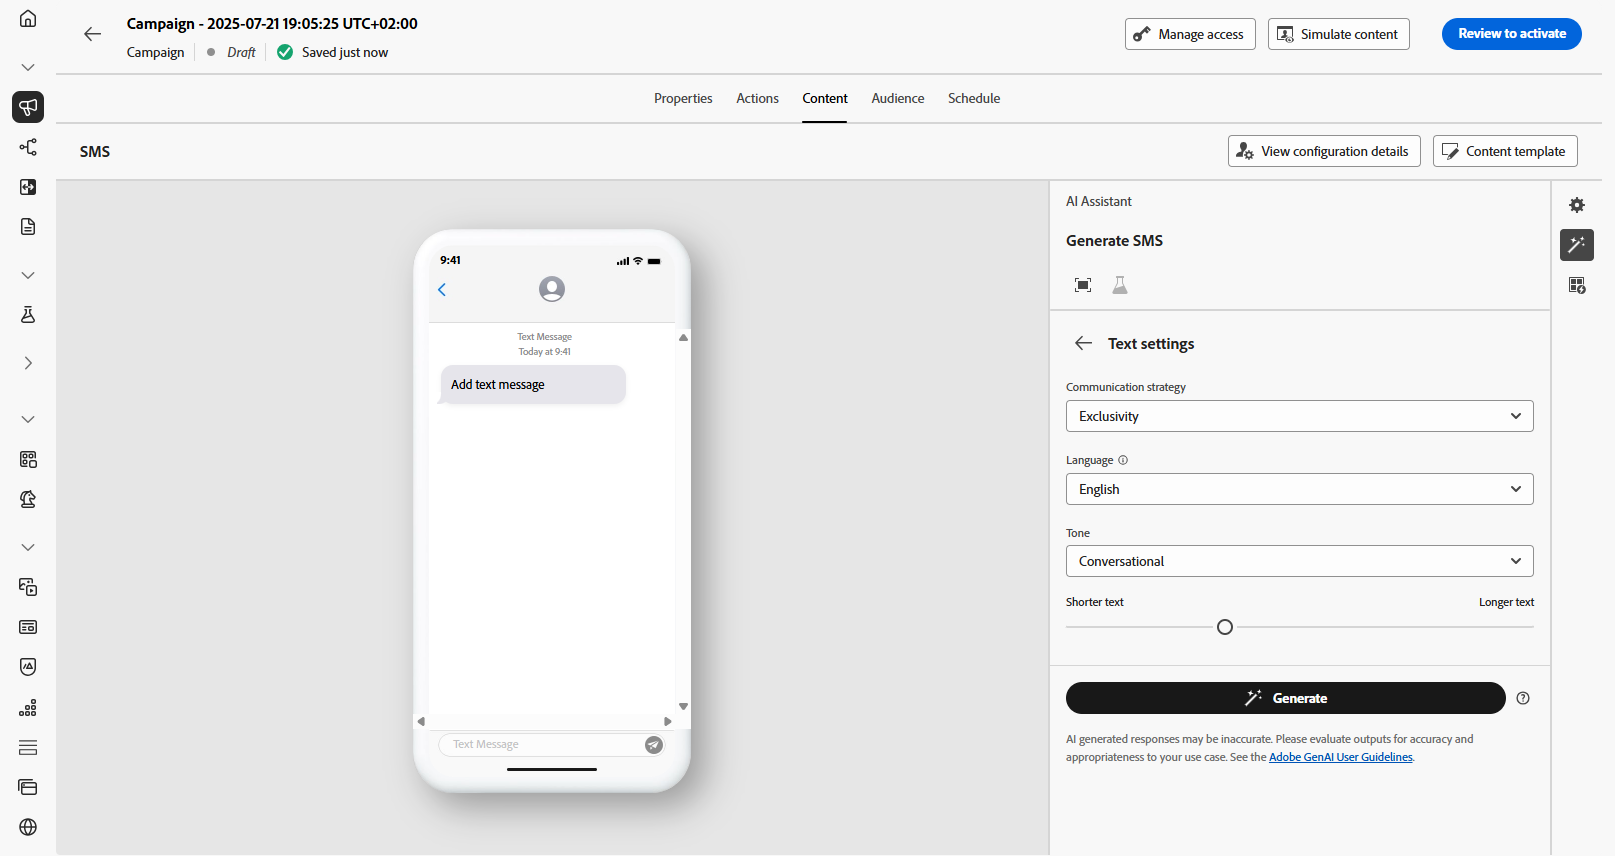 Campaign - 2025-07-21 19:05:25 UTC+02:00
Campaign
Draft
Saved just now
Manage access
Simulate content
Review to activate
Properties
Actions
Content
Audience
Schedule
SMS
View configuration details
Content template
9:41
Text Message
Today at 9:41
Add text message
Text Message
AI Assistant
Generate SMS
Text settings
Communication strategy
Exclusivity
Language
English
Tone
Conversational
Shorter text
Longer text
Generate
AI generated responses may be inaccurate. Please evaluate outputs for accuracy and
appropriateness to your use case. See the Adobe GenAI User Guidelines.